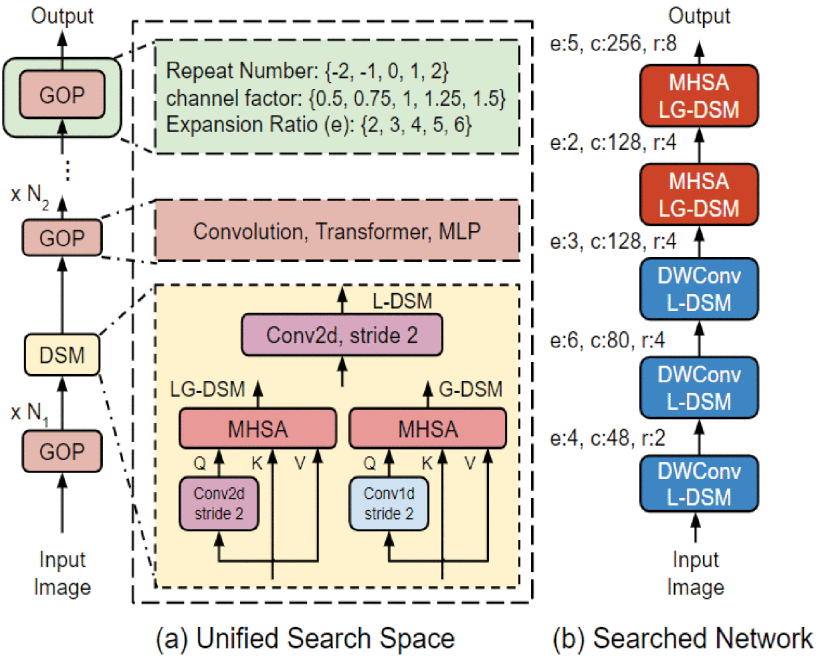 Output
GOP
⋮
x N2
GOP
DSM
x N1
GOP
Input
Image
Repeat Number: {-2, -1, 0, 1, 2}
channel factor: {0.5, 0.75, 1, 1.25, 1.5}
Expansion Ratio (e): {2, 3, 4, 5, 6}
Convolution, Transformer, MLP
L-DSM
Conv2d, stride 2
LG-DSM
G-DSM
MHSA
MHSA
Q K V
Q K V
Conv2d
stride 2
Conv1d
stride 2
(a) Unified Search Space
Output
e:5, c:256, r:8
MHSA
LG-DSM
e:2, c:128, r:4
MHSA
LG-DSM
e:3, c:128, r:4
DWConv
L-DSM
e:6, c:80, r:4
DWConv
L-DSM
e:4, c:48, r:2
DWConv
L-DSM
Input
Image
(b) Searched Network